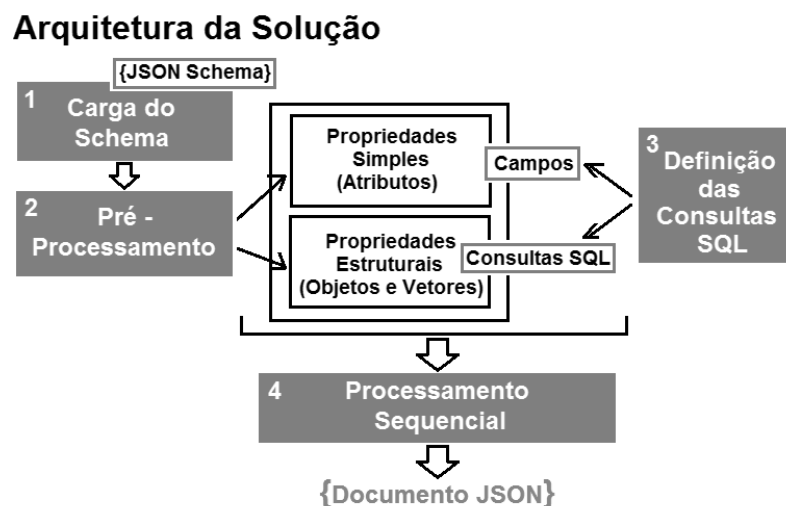 Arquitetura da Solução
{JSON Schema}
1
Carga do
Schema
2
Pré -
Processamento
Propriedades
Simples
(Atributos)
Campos
Propriedades
Estruturais
(Objetos e Vetores)
Consultas SQL
3
Definição
das
Consultas
SQL
4
Processamento
Sequencial
{Documento JSON}